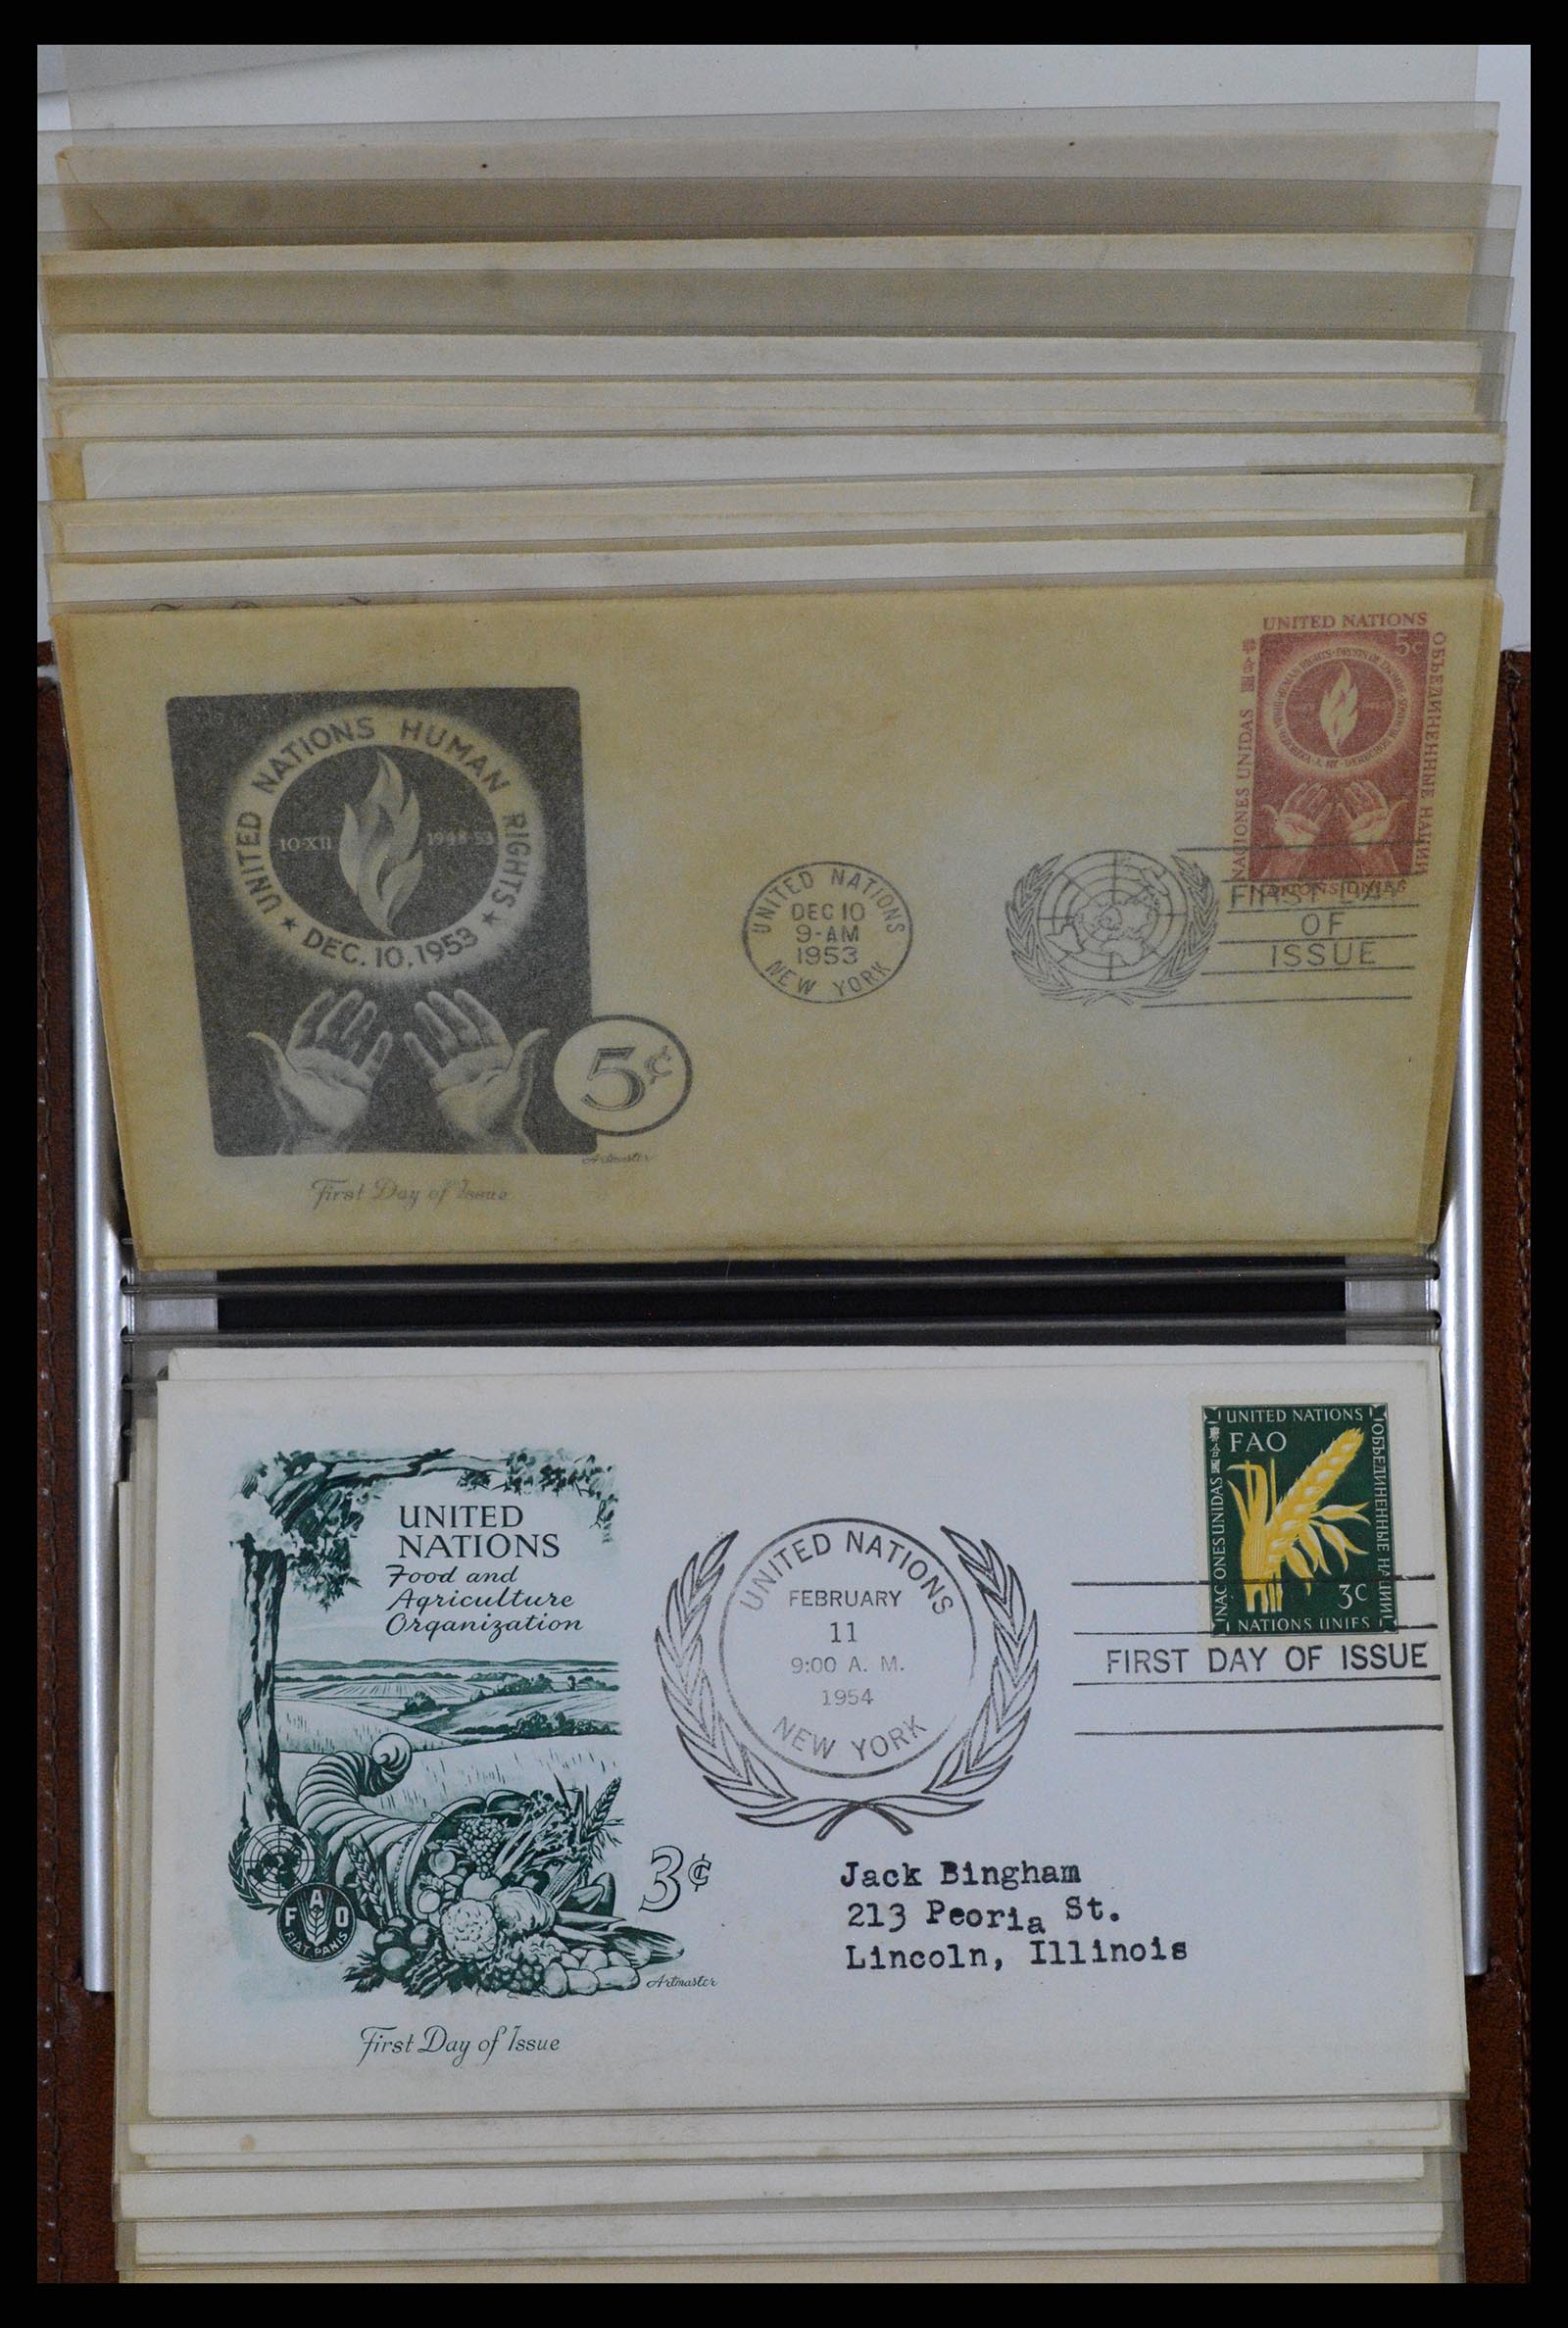 UNITED NATIONS
5c
NACIONES UNIDAS
ОБЪЕДИНЕННЫЕ НАЦИИ
UNITED NATIONS HUMAN RIGHTS
10·XII 1948-53
★ DEC. 10. 1953 ★
5¢
Artmaster
First Day of Issue
UNITED NATIONS
DEC 10
9-AM
1953
NEW YORK
FIRST DAY
OF
ISSUE
UNITED NATIONS
FAO
NACIONES UNIDAS
ОБЪЕДИНЕННЫЕ НАЦИИ
3c
NATIONS UNIES
UNITED
NATIONS
Food and
Agriculture
Organization
FAO
FIAT PANIS
3¢
Artmaster
First Day of Issue
UNITED NATIONS
FEBRUARY
11
9:00 A. M.
1954
NEW YORK
FIRST DAY OF ISSUE
Jack Bingham
213 Peoria St.
Lincoln, Illinois